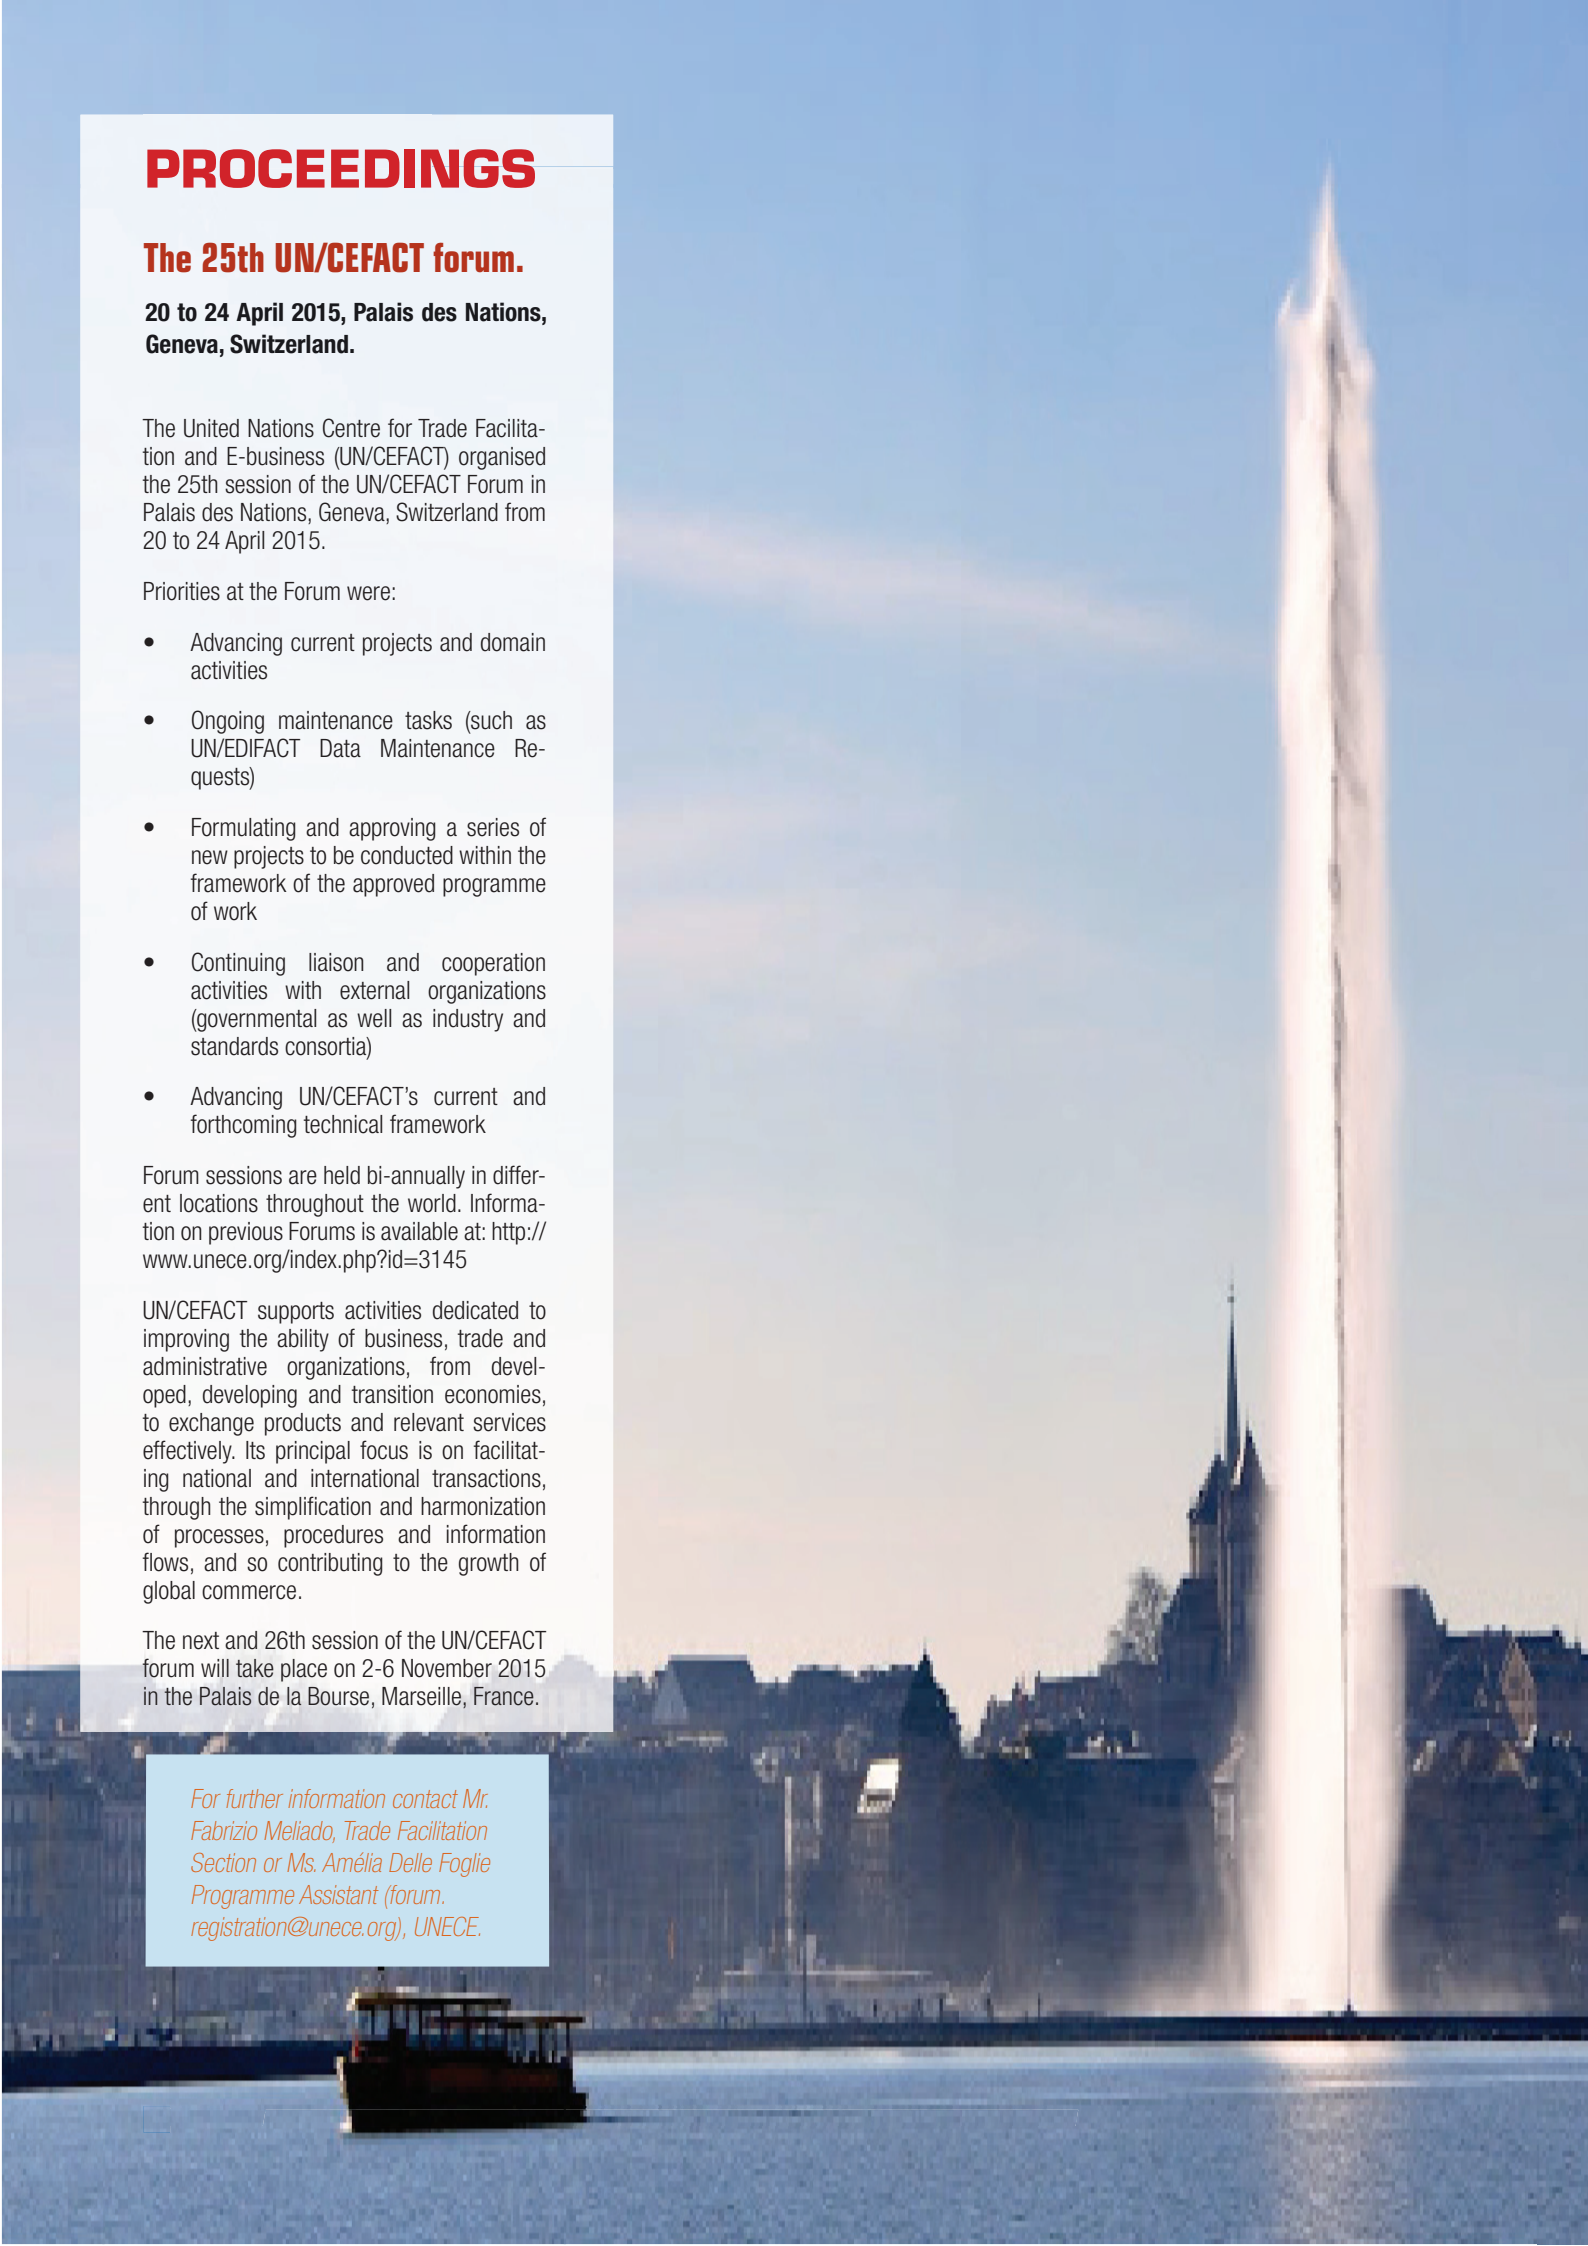 PROCEEDINGS
The 25th UN/CEFACT forum.
20 to 24 April 2015, Palais des Nations,
Geneva, Switzerland.
The United Nations Centre for Trade Facilita-
tion and E-business (UN/CEFACT) organised
the 25th session of the UN/CEFACT Forum in
Palais des Nations, Geneva, Switzerland from
20 to 24 April 2015.
Priorities at the Forum were:
• Advancing current projects and domain
activities
• Ongoing maintenance tasks (such as
UN/EDIFACT Data Maintenance Re-
quests)
• Formulating and approving a series of
new projects to be conducted within the
framework of the approved programme
of work
• Continuing liaison and cooperation
activities with external organizations
(governmental as well as industry and
standards consortia)
• Advancing UN/CEFACT’s current and
forthcoming technical framework
Forum sessions are held bi-annually in differ-
ent locations throughout the world. Informa-
tion on previous Forums is available at: http://
www.unece.org/index.php?id=3145
UN/CEFACT supports activities dedicated to
improving the ability of business, trade and
administrative organizations, from devel-
oped, developing and transition economies,
to exchange products and relevant services
effectively. Its principal focus is on facilitat-
ing national and international transactions,
through the simplification and harmonization
of processes, procedures and information
flows, and so contributing to the growth of
global commerce.
The next and 26th session of the UN/CEFACT
forum will take place on 2-6 November 2015
in the Palais de la Bourse, Marseille, France.
For further information contact Mr.
Fabrizio Meliado, Trade Facilitation
Section or Ms. Amélia Delle Foglie
Programme Assistant (forum.
registration@unece.org), UNECE.